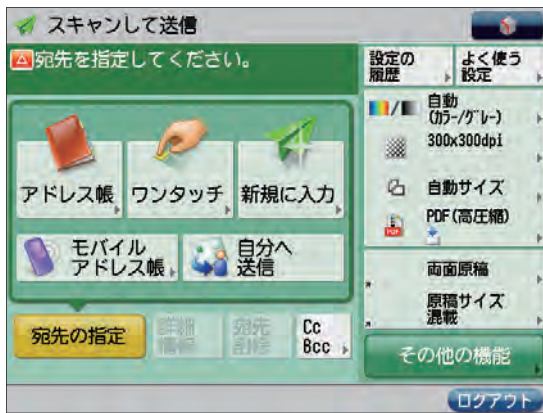 スキャンして送信
宛先を指定してください。
設定の
履歴
よく使う
設定
自動
(カラー/グレー)
300x300dpi
自動サイズ
PDF(高圧縮)
両面原稿
原稿サイズ
混載
その他の機能
アドレス帳
ワンタッチ
新規に入力
モバイル
アドレス帳
自分へ
送信
宛先の指定
詳細
情報
宛先
削除
Cc
Bcc
ログアウト